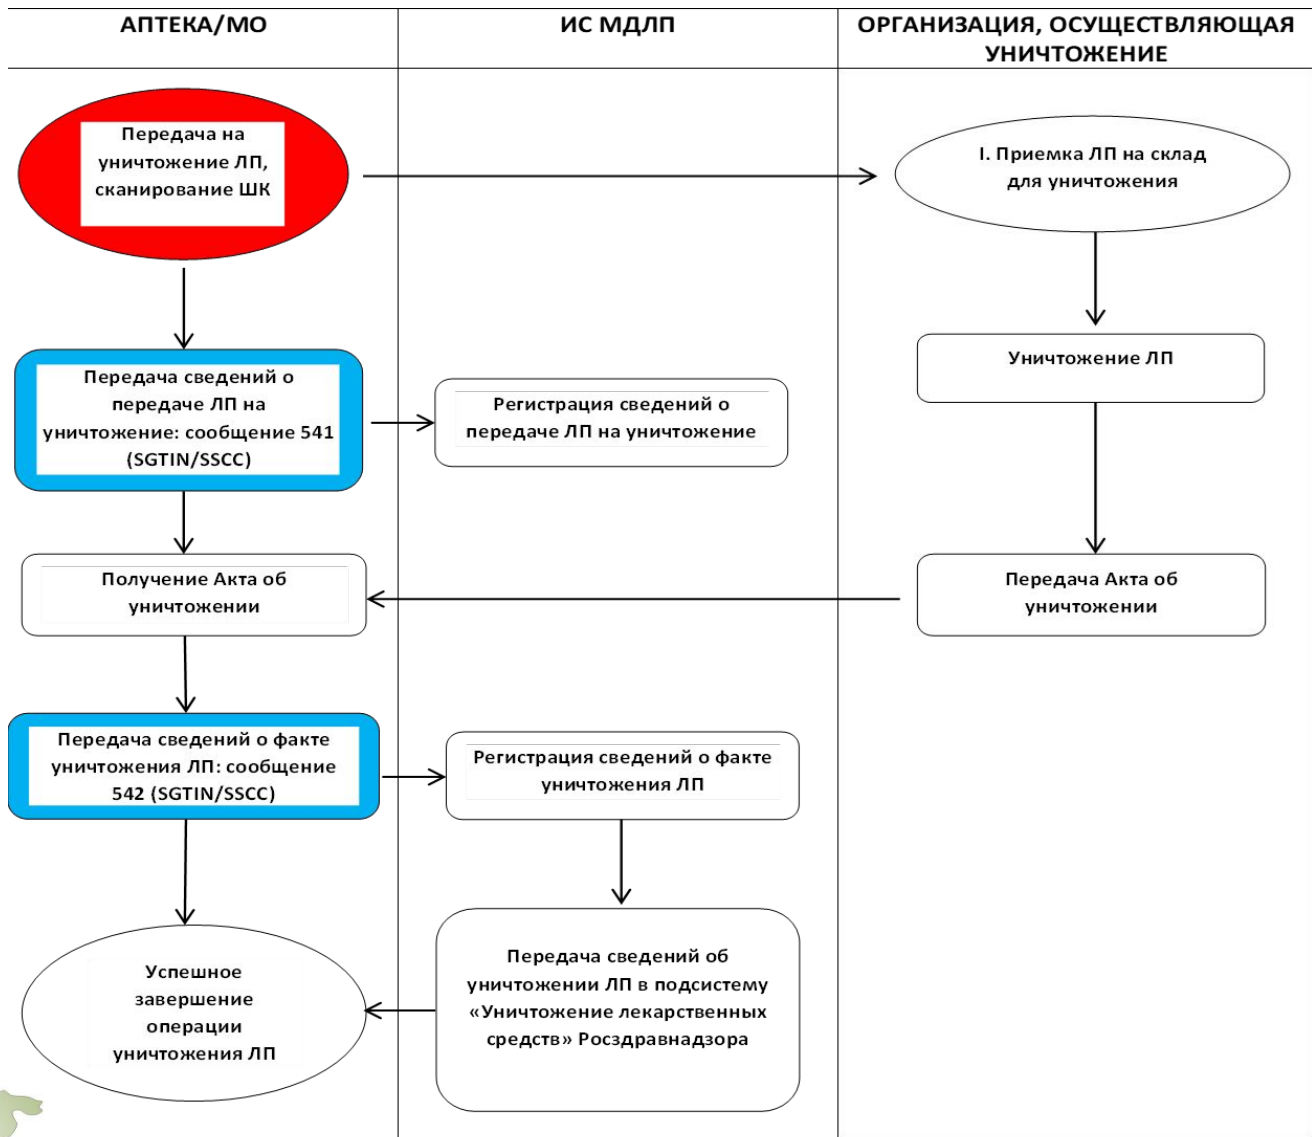 АПТЕКА/МО
ИС МДЛП
ОРГАНИЗАЦИЯ, ОСУЩЕСТВЛЯЮЩАЯ
УНИЧТОЖЕНИЕ
Передача на
уничтожение ЛП,
сканирование ШК
I. Приемка ЛП на склад
для уничтожения
Передача сведений о
передаче ЛП на
уничтожение: сообщение 541
(SGTIN/SSCC)
Регистрация сведений о
передаче ЛП на уничтожение
Уничтожение ЛП
Получение Акта об
уничтожении
Передача Акта об
уничтожении
Передача сведений о факте
уничтожения ЛП: сообщение
542 (SGTIN/SSCC)
Регистрация сведений о факте
уничтожения ЛП
Успешное
завершение
операции
уничтожения ЛП
Передача сведений об
уничтожении ЛП в подсистему
«Уничтожение лекарственных
средств» Росздравнадзора